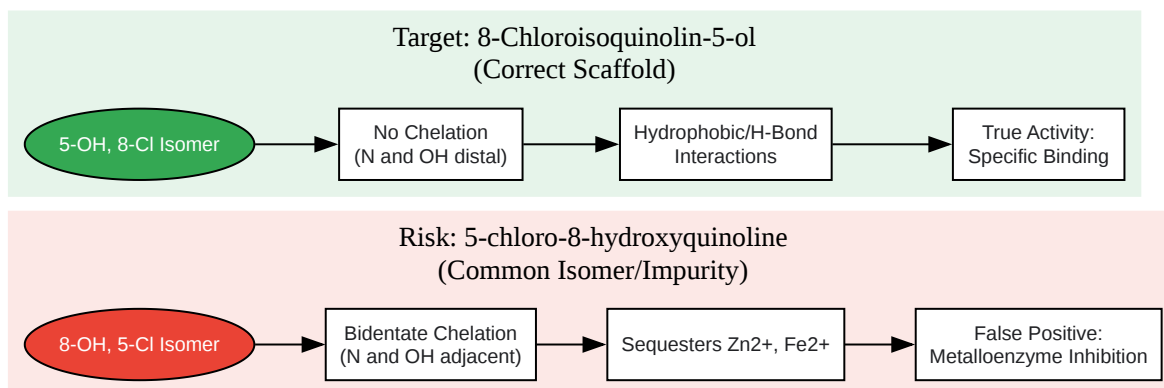 Target: 8-Chloroisoquinolin-5-ol
(Correct Scaffold)
5-OH, 8-Cl Isomer
No Chelation
(N and OH distal)
Hydrophobic/H-Bond
Interactions
True Activity:
Specific Binding
Risk: 5-chloro-8-hydroxyquinoline
(Common Isomer/Impurity)
8-OH, 5-Cl Isomer
Bidentate Chelation
(N and OH adjacent)
Sequesters Zn2+, Fe2+
False Positive:
Metalloenzyme Inhibition